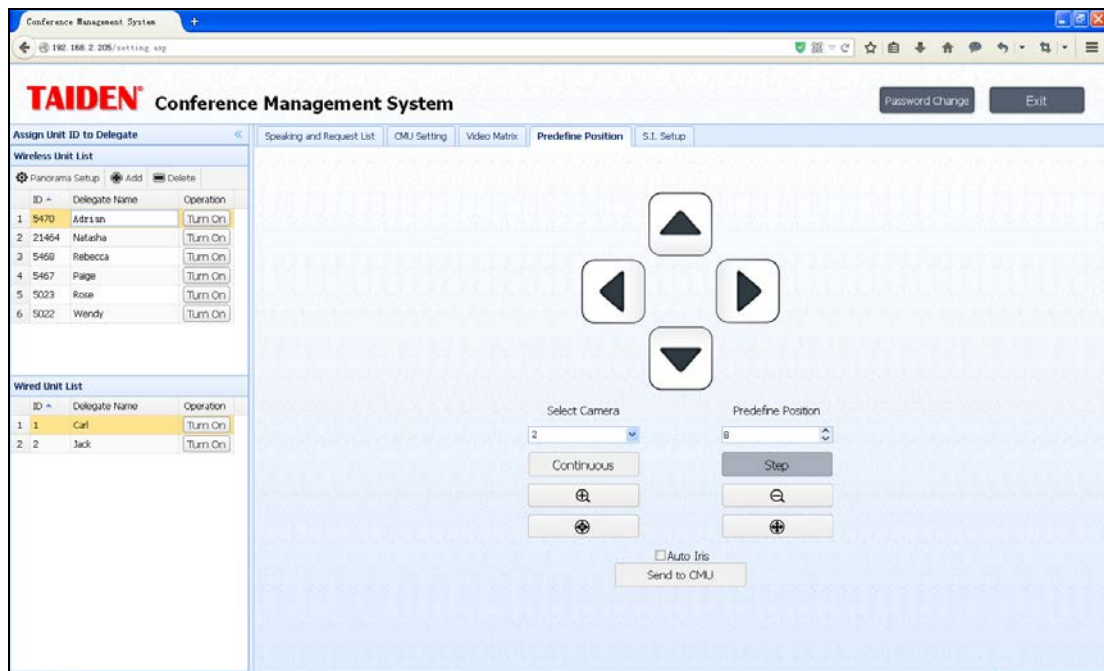 Conference Management System
192.168.2.205/setting.asp
TAIDEN® Conference Management System
Password Change
Exit
Assign Unit ID to Delegate
Speaking and Request List
CMU Setting
Video Matrix
Predefine Position
S.I. Setup
Wireless Unit List
Panorama Setup
Add
Delete
ID Delegate Name Operation
1 5470 Adrian Turn On
2 21464 Natasha Turn On
3 5468 Rebecca Turn On
4 5467 Paige Turn On
5 5023 Rose Turn On
6 5022 Wendy Turn On
Wired Unit List
ID Delegate Name Operation
1 1 Carl Turn On
2 2 Jack Turn On
Select Camera
Predefine Position
2
8
Continuous
Step
Auto Iris
Send to CMU